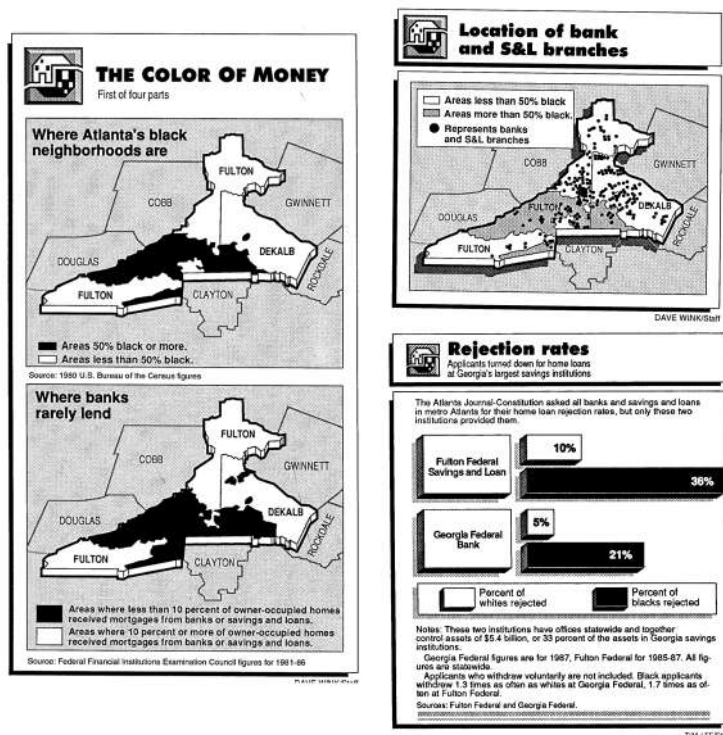 THE COLOR OF MONEY
First of four parts
Where Atlanta's black
neighborhoods are
FULTON
COBB
GWINNETT
DOUGLAS
DEKALB
ROCKDALE
FULTON
CLAYTON
Areas 50% black or more.
Areas less than 50% black.
Source: 1980 U.S. Bureau of the Census figures
Where banks
rarely lend
FULTON
COBB
GWINNETT
DOUGLAS
DEKALB
ROCKDALE
FULTON
CLAYTON
Areas where less than 10 percent of owner-occupied homes
received mortgages from banks or savings and loans.
Areas where 10 percent or more of owner-occupied homes
received mortgages from banks or savings and loans.
Source: Federal Financial Institutions Examination Council figures for 1981-86
DAVE WINK/Staff
Location of bank
and S&L branches
Areas less than 50% black
Areas more than 50% black.
Represents banks
and S&L branches
FULTON
COBB
GWINNETT
FULTON
DEKALB
DOUGLAS
ROCKDALE
FULTON
CLAYTON
DAVE WINK/Staff
Rejection rates
Applicants turned down for home loans
at Georgia's largest savings institutions
The Atlanta Journal-Constitution asked all banks and savings and loans
in metro Atlanta for their home loan rejection rates, but only these two
institutions provided them.
Fulton Federal
Savings and Loan
10%
36%
Georgia Federal
Bank
5%
21%
Percent of
whites rejected
Percent of
blacks rejected
Notes: These two institutions have offices statewide and together
control assets of $5.4 billion, or 33 percent of the assets in Georgia savings
institutions.
Georgia Federal figures are for 1987, Fulton Federal for 1985-87. All fig-
ures are statewide.
Applicants who withdraw voluntarily are not included. Black applicants
withdrew 1.3 times as often as whites at Georgia Federal, 1.7 times as of-
ten at Fulton Federal.
Sources: Fulton Federal and Georgia Federal.